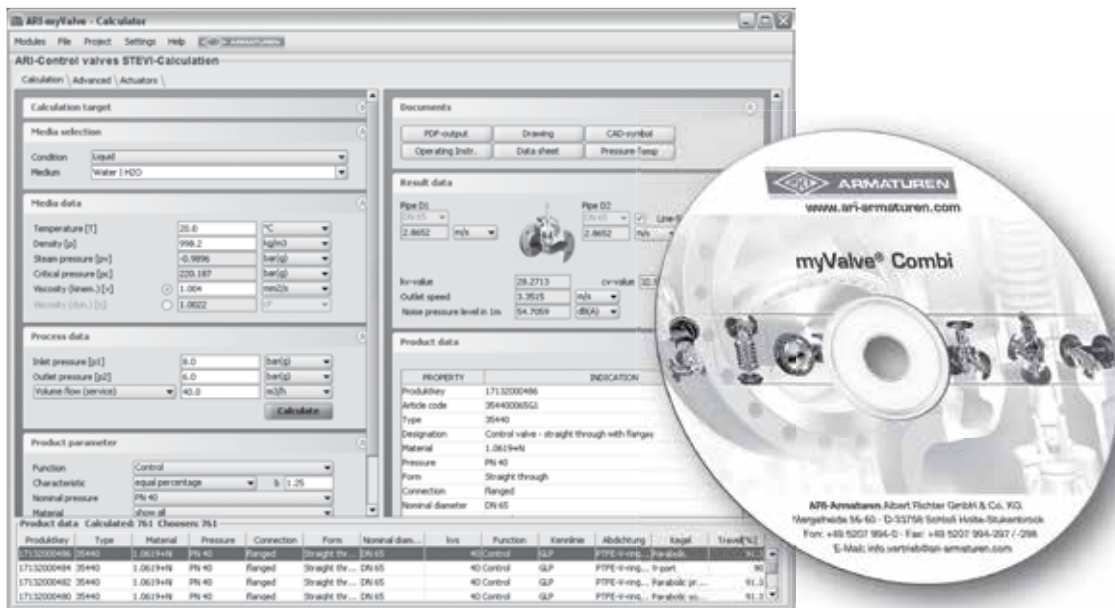 ARI-myValve - Calculator
Modules File Project Settings Help ARI ARMATUREN
ARI-Control valves STEVI-Calculation
Calculation \ Advanced \ Actuators \
Calculation target
Media selection
Condition Liquid
Medium Water | H2O
Media data
Temperature [T] 20.0 °C
Density [ρ] 998.2 kg/m3
Steam pressure [pv] -0.9896 bar(g)
Critical pressure [pc] 220.187 bar(g)
Viscosity (kinem.) [ν] 1.004 mm2/s
Viscosity (dyn.) 1.0022 cP
Process data
Inlet pressure [p1] 8.0 bar(g)
Outlet pressure [p2] 6.0 bar(g)
Volume flow (service) 40.0 m3/h
Calculate
Product parameter
Function Control
Characteristic equal percentage b 1.25
Nominal pressure PN 40
Material show all
Documents
PDF-output Drawing CAD-symbol
Operating Instr. Data sheet Pressure-Temp
Result data
Pipe D1 Pipe D2
DN 65 DN 65
2.8652 m/s 2.8652 m/s
kv-value 28.2713 cv-value
Outlet speed 3.3515 m/s
Noise pressure level in 1m 54.7059 dB(A)
Product data
PROPERTY INDICATION
Produktkey 17132000486
Article code 354400065G1
Type 35440
Designation Control valve - straight through with flanges
Material 1.0619+N
Pressure PN 40
Form Straight through
Connection flanged
Nominal diameter DN 65
Product data Calculated: 761 Choosen: 761
Produktkey Type Material Pressure Connection Form Nominal diam... kvs Function Kennlinie Abdichtung Kegel Travel[%]
17132000486 35440 1.0619+N PN 40 flanged Straight thr... DN 65 40 Control GLP PTFE-V-ring,... Parabolic
17132000484 35440 1.0619+N PN 40 flanged Straight thr... DN 65 40 Control GLP PTFE-V-ring,... V-port 90
17132000482 35440 1.0619+N PN 40 flanged Straight thr... DN 65 40 Control GLP PTFE-V-ring,... Parabolic pr... 91.3
17132000480 35440 1.0619+N PN 40 flanged Straight thr... DN 65 40 Control GLP PTFE-V-ring,... Parabolic ss... 91.3
ARI ARMATUREN
www.ari-armaturen.com
myValve® Combi
ARI-Armaturen Albert Richter GmbH & Co. KG
Mergelheide 56-60 · D-33758 Schloß Holte-Stukenbrock
Fon: +49 5207 994-0 · Fax: +49 5207 994-297 / -298
E-Mail: info.vertrieb@ari-armaturen.com